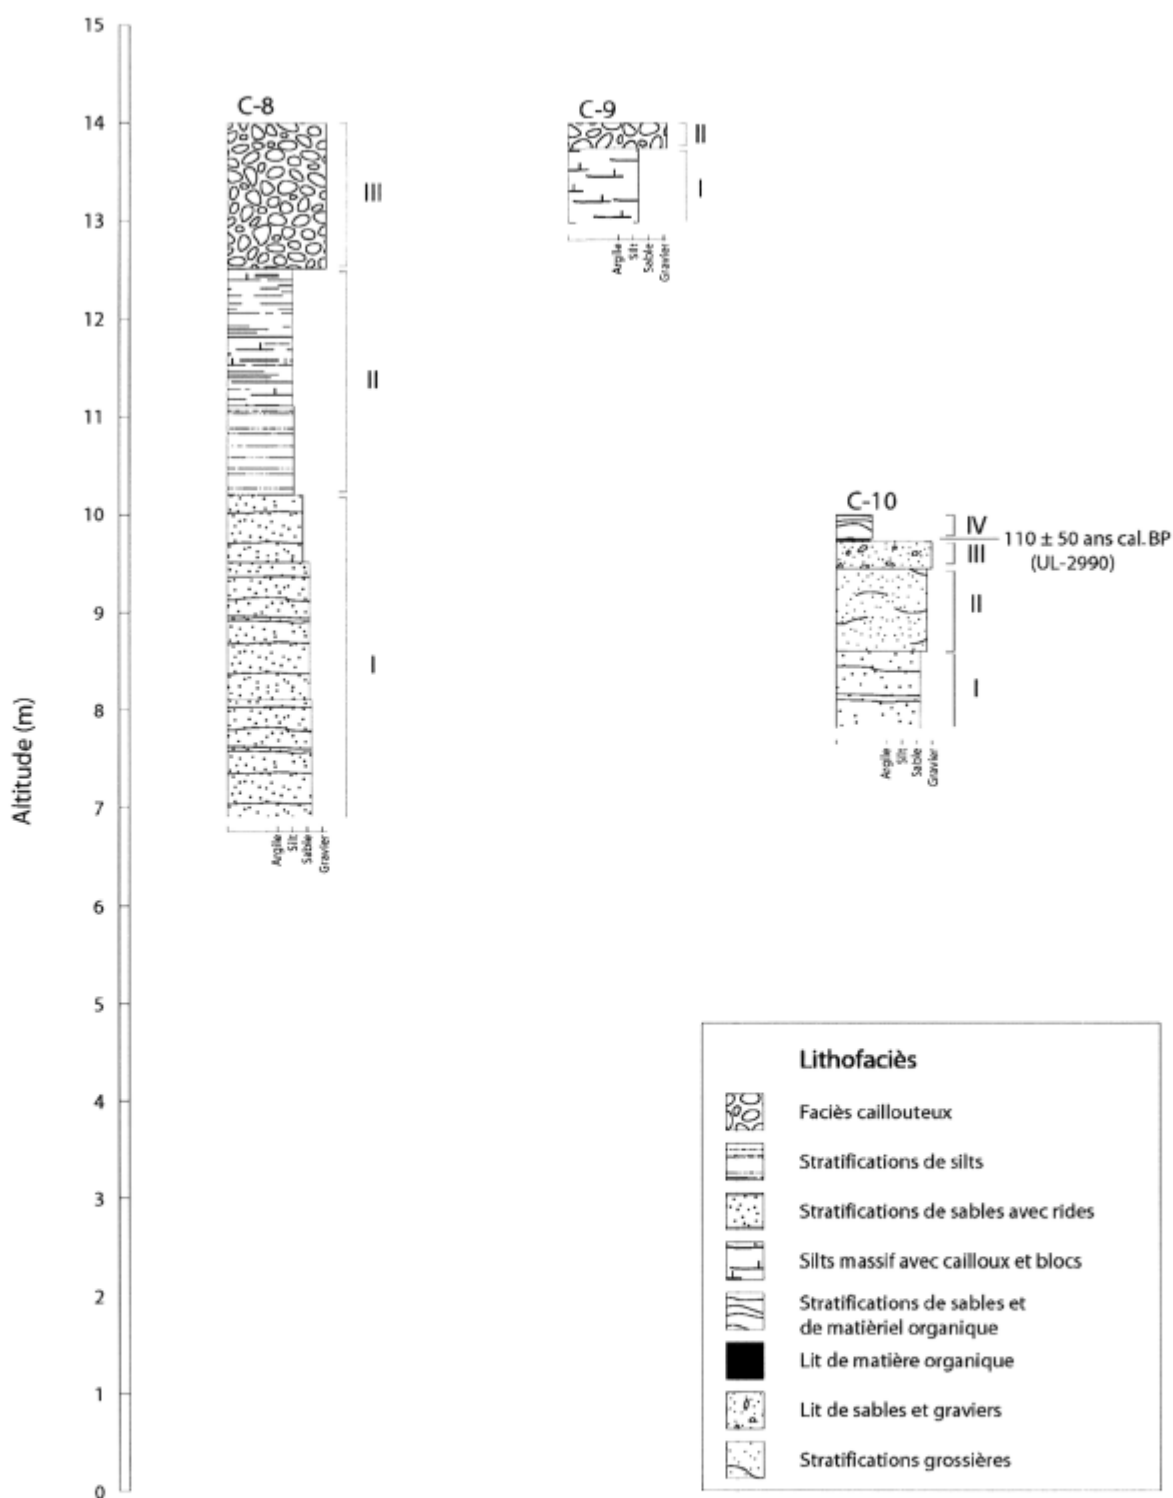 15
C-8
C-9
14
II
I
III
13
Argile
Silt
Sable
Gravier
12
II
11
C-10
10
IV
110 ± 50 ans cal. BP
III
(UL-2990)
II
9
I
I
8
Argile
Silt
Sable
Gravier
7
Argile
Silt
Sable
Gravier
Altitude (m)
6
5
4
3
2
1
0
Lithofaciès
Faciès caillouteux
Stratifications de silts
Stratifications de sables avec rides
Silts massif avec cailloux et blocs
Stratifications de sables et
de matièriel organique
Lit de matière organique
Lit de sables et graviers
Stratifications grossières